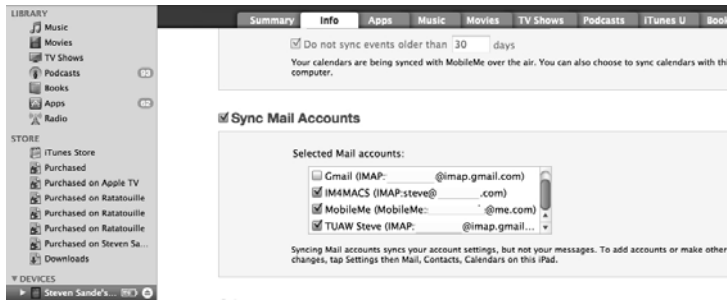 LIBRARY
Music
Movies
TV Shows
Podcasts 93
Books
Apps 62
Radio
STORE
iTunes Store
Purchased
Purchased on Apple TV
Purchased on Ratatouille
Purchased on Ratatouille
Purchased on Ratatouille
Purchased on Steven Sa...
Downloads
DEVICES
Steven Sande's...
Summary Info Apps Music Movies TV Shows Podcasts iTunes U Book
Do not sync events older than 30 days
Your calendars are being synced with MobileMe over the air. You can also choose to sync calendars with thi
computer.
Sync Mail Accounts
Selected Mail accounts:
Gmail (IMAP: @imap.gmail.com)
IM4MACS (IMAP:steve@ .com)
MobileMe (MobileMe: @me.com)
TUAW Steve (IMAP: @imap.gmail...
Syncing Mail accounts syncs your account settings, but not your messages. To add accounts or make other
changes, tap Settings then Mail, Contacts, Calendars on this iPad.